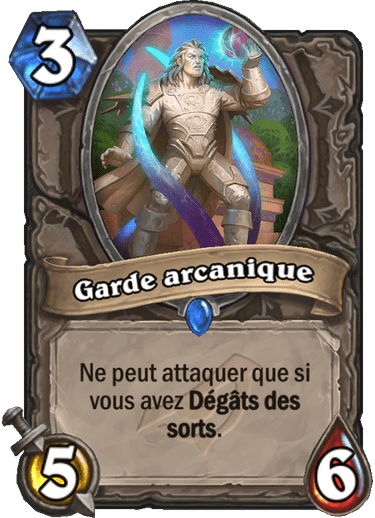 3
Garde arcanique
Ne peut attaquer que si
vous avez Dégâts des
sorts.
5
6